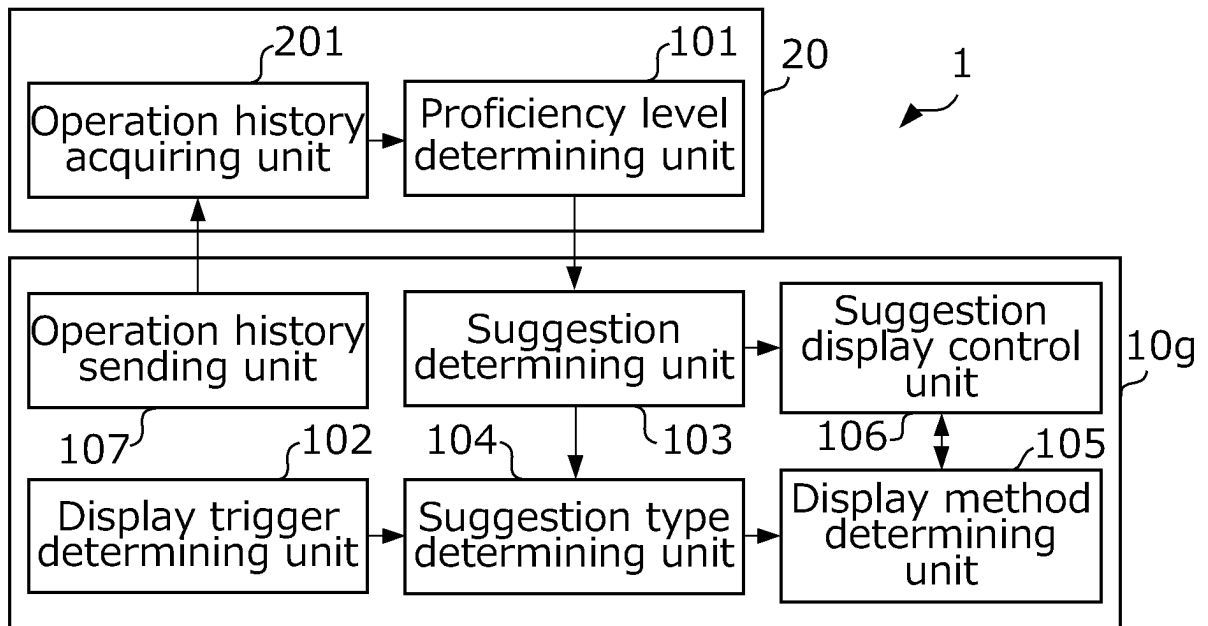 201
101
20
1
Operation history
acquiring unit
Proficiency level
determining unit
Operation history
sending unit
Suggestion
determining unit
Suggestion
display control
unit
10g
107
102
104
103
106
105
Display trigger
determining unit
Suggestion type
determining unit
Display method
determining
unit